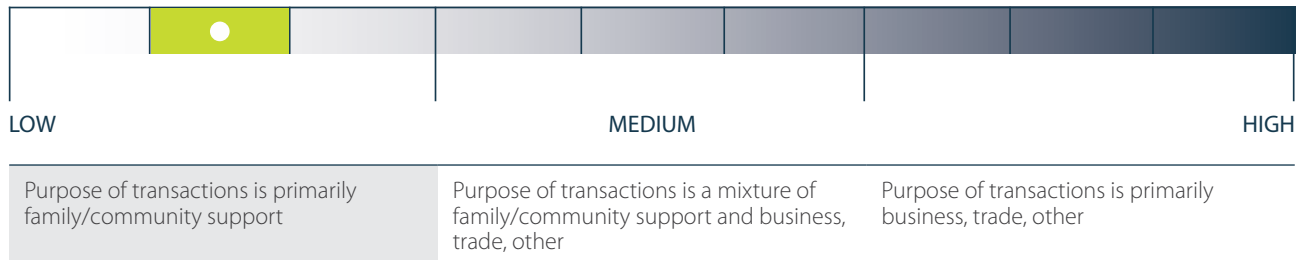 LOW MEDIUM HIGH
Purpose of transactions is primarily
family/community support
Purpose of transactions is a mixture of
family/community support and business,
trade, other
Purpose of transactions is primarily
business, trade, other